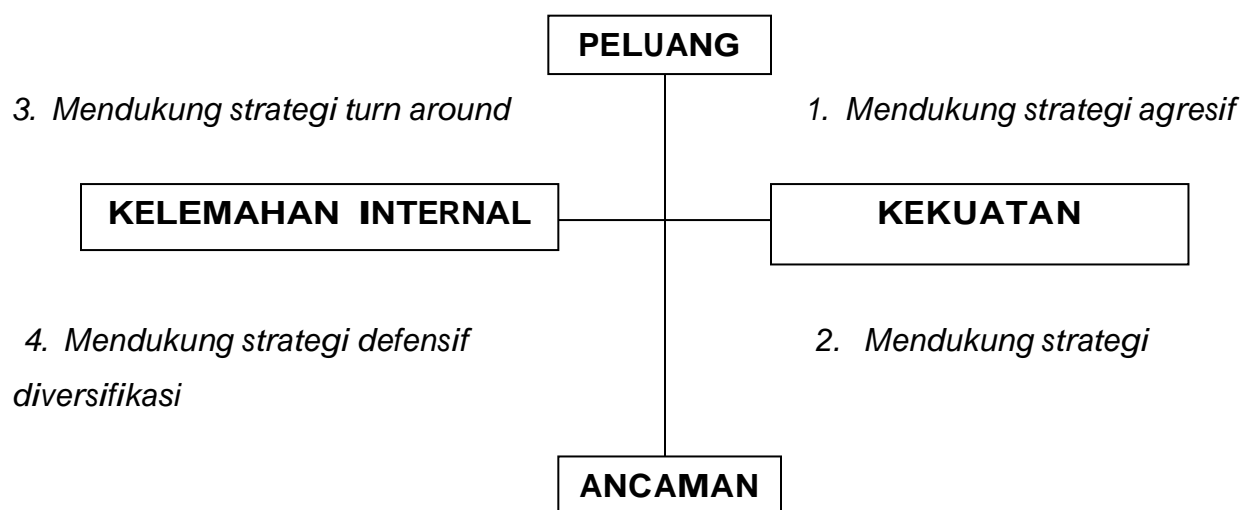 PELUANG
3. Mendukung strategi turn around
1. Mendukung strategi agresif
KELEMAHAN INTERNAL
KEKUATAN
4. Mendukung strategi defensif
2. Mendukung strategi
diversifikasi
ANCAMAN